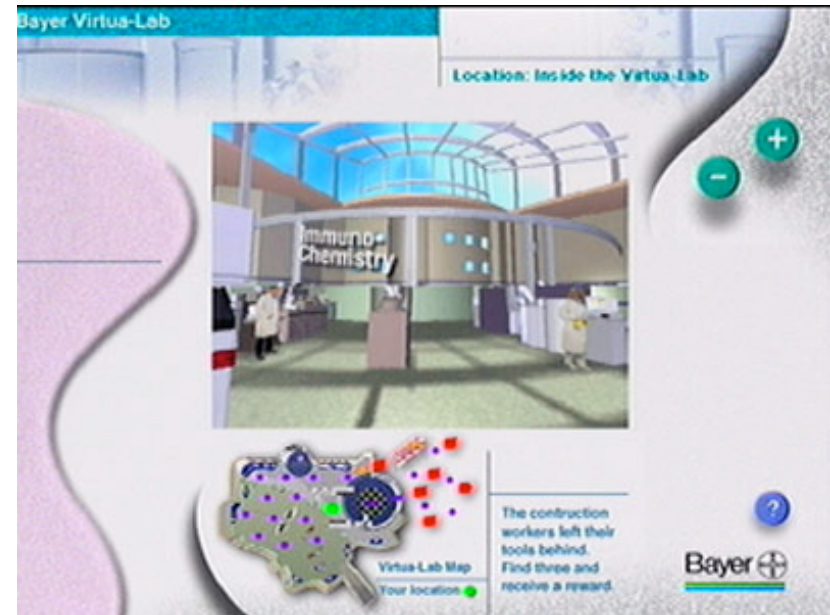 Bayer Virtua-Lab
Location: Inside the Virtua-Lab
Immuno-
Chemistry
+
-
?
The contruction
workers left their
tools behind.
Find three and
receive a reward.
Virtua-Lab Map
Your location
Bayer